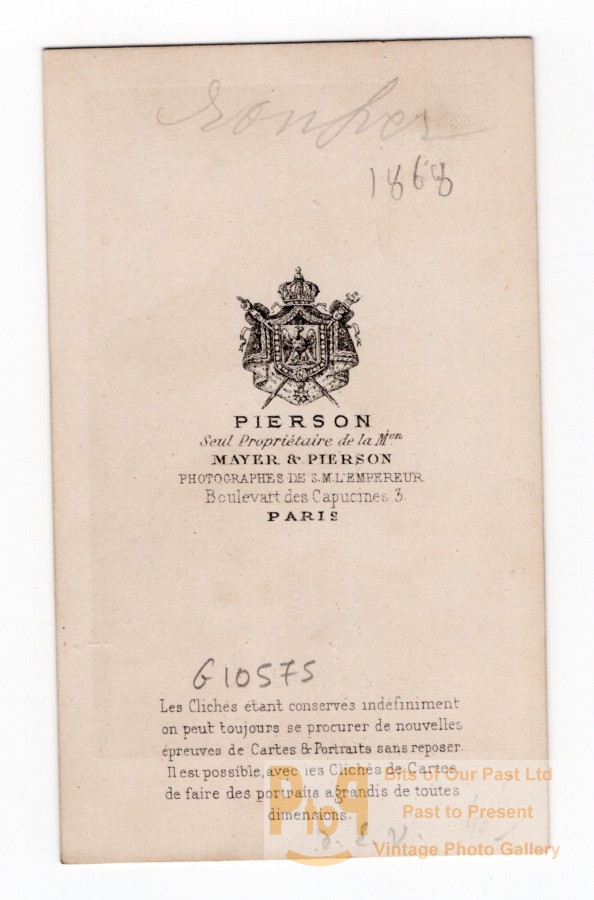 Rouher
1868
PIERSON
Seul Propriétaire de la Mon
MAYER & PIERSON
PHOTOGRAPHES DE S.M.L'EMPEREUR
Boulevart des Capucines, 3.
PARIS
G10575
Les Clichés étant conservés indéfiniment
on peut toujours se procurer de nouvelles
épreuves de Cartes & Portraits sans reposer.
Il est possible, avec les Clichés de Cartes
de faire des portraits agrandis de toutes
dimensions.
PtoP
Bits of Our Past Ltd
Past to Present
Vintage Photo Gallery